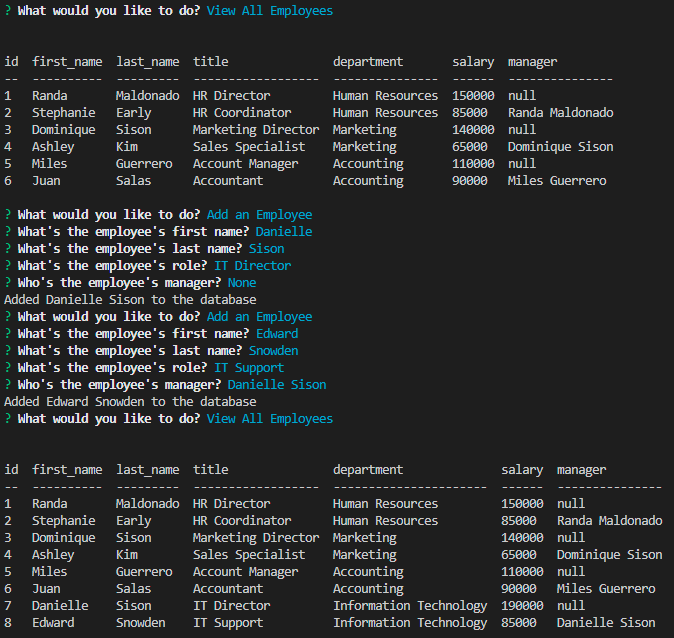 ? What would you like to do? View All Employees
id  first_name  last_name  title               department       salary  manager
--  ----------  ---------  ------------------  ---------------  ------  ---------------
1   Randa       Maldonado  HR Director         Human Resources  150000  null
2   Stephanie   Early      HR Coordinator      Human Resources  85000   Randa Maldonado
3   Dominique   Sison      Marketing Director  Marketing        140000  null
4   Ashley      Kim        Sales Specialist    Marketing        65000   Dominique Sison
5   Miles       Guerrero   Account Manager     Accounting       110000  null
6   Juan        Salas      Accountant          Accounting       90000   Miles Guerrero
? What would you like to do? Add an Employee
? What's the employee's first name? Danielle
? What's the employee's last name? Sison
? What's the employee's role? IT Director
? Who's the employee's manager? None
Added Danielle Sison to the database
? What would you like to do? Add an Employee
? What's the employee's first name? Edward
? What's the employee's last name? Snowden
? What's the employee's role? IT Support
? Who's the employee's manager? Danielle Sison
Added Edward Snowden to the database
? What would you like to do? View All Employees
id  first_name  last_name  title               department              salary  manager
--  ----------  ---------  ------------------  ----------------------  ------  ---------------
1   Randa       Maldonado  HR Director         Human Resources         150000  null
2   Stephanie   Early      HR Coordinator      Human Resources         85000   Randa Maldonado
3   Dominique   Sison      Marketing Director  Marketing               140000  null
4   Ashley      Kim        Sales Specialist    Marketing               65000   Dominique Sison
5   Miles       Guerrero   Account Manager     Accounting              110000  null
6   Juan        Salas      Accountant          Accounting              90000   Miles Guerrero
7   Danielle    Sison      IT Director         Information Technology  190000  null
8   Edward      Snowden    IT Support          Information Technology  85000   Danielle Sison